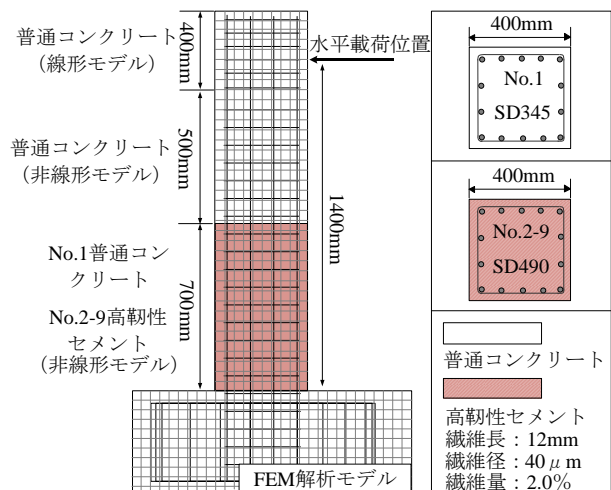 普通コンクリート
（線形モデル）
400mm
水平載荷位置
普通コンクリート
（非線形モデル）
500mm
1400mm
No.1普通コン
クリート
No.2-9高靭性
セメント
（非線形モデル）
700mm
FEM解析モデル
400mm
No.1
SD345
400mm
No.2-9
SD490
普通コンクリート
高靭性セメント
繊維長：12mm
繊維径：40μm
繊維量：2.0%